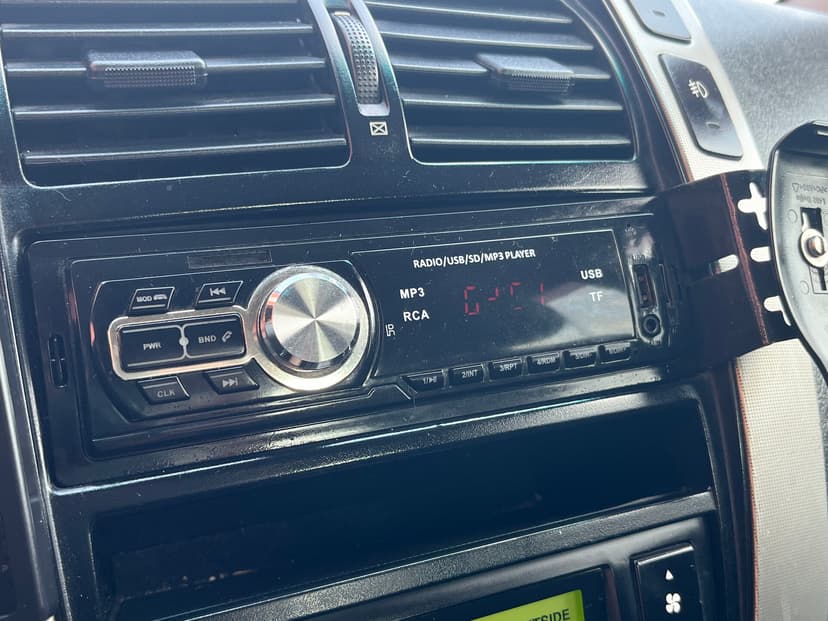 RADIO/USB/SD/MP3 PLAYER
MP3
USB
RCA
TF
MOD
PWR
BND
CLK
1/
2/INT
3/RPT
4/RDM